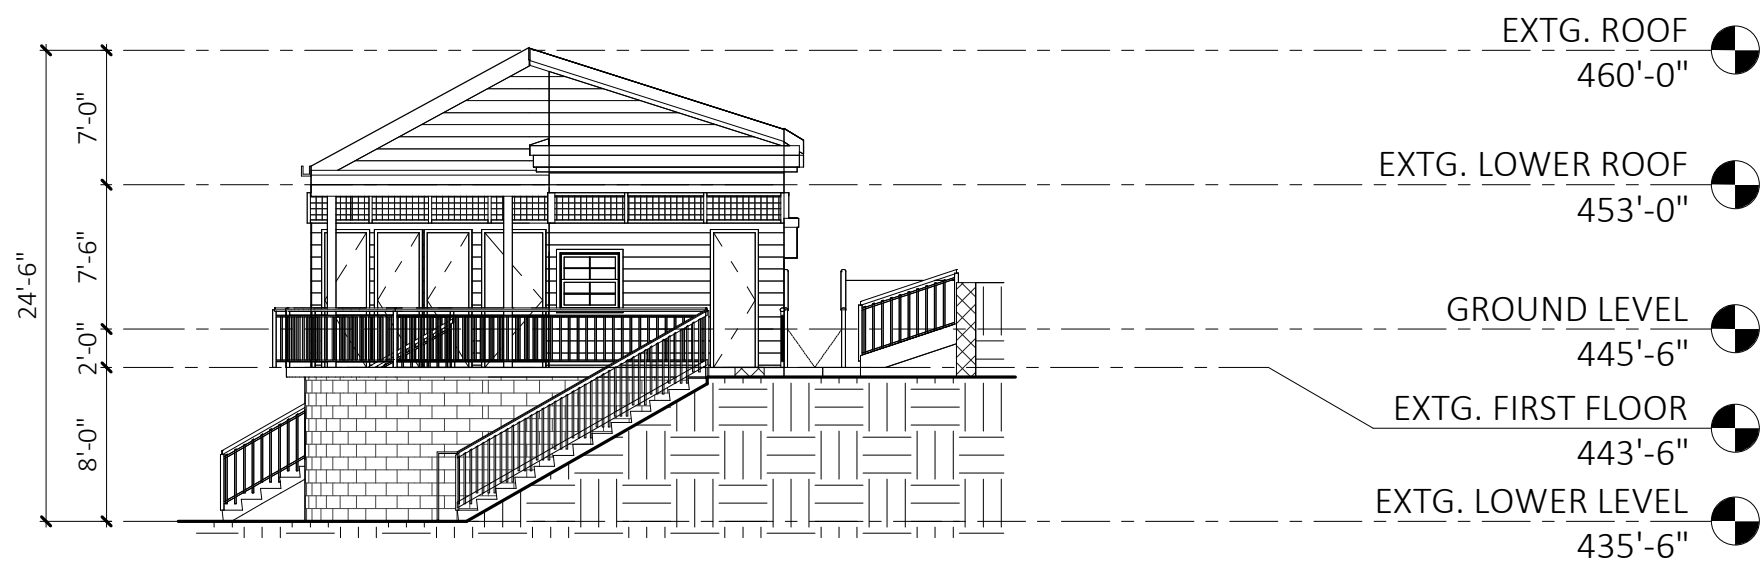 EXTG. ROOF
460'-0"
7'-0"
EXTG. LOWER ROOF
453'-0"
7'-6"
24'-6"
GROUND LEVEL
445'-6"
2'-0"
EXTG. FIRST FLOOR
443'-6"
8'-0"
EXTG. LOWER LEVEL
435'-6"